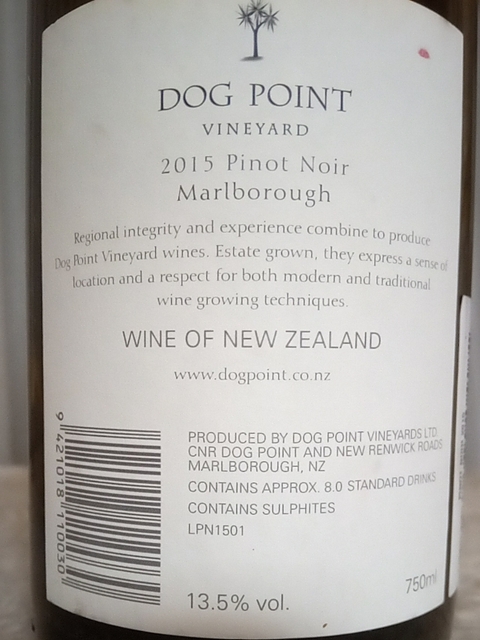 DOG POINT
VINEYARD
2015 Pinot Noir
Marlborough
Regional integrity and experience combine to produce
Dog Point Vineyard wines. Estate grown, they express a sense of
location and a respect for both modern and traditional
wine growing techniques.
WINE OF NEW ZEALAND
www.dogpoint.co.nz
PRODUCED BY DOG POINT VINEYARDS LTD.
CNR DOG POINT AND NEW RENWICK ROADS
MARLBOROUGH, NZ
CONTAINS APPROX. 8.0 STANDARD DRINKS
CONTAINS SULPHITES
LPN1501
9 421018 110030
13.5% vol.
750ml